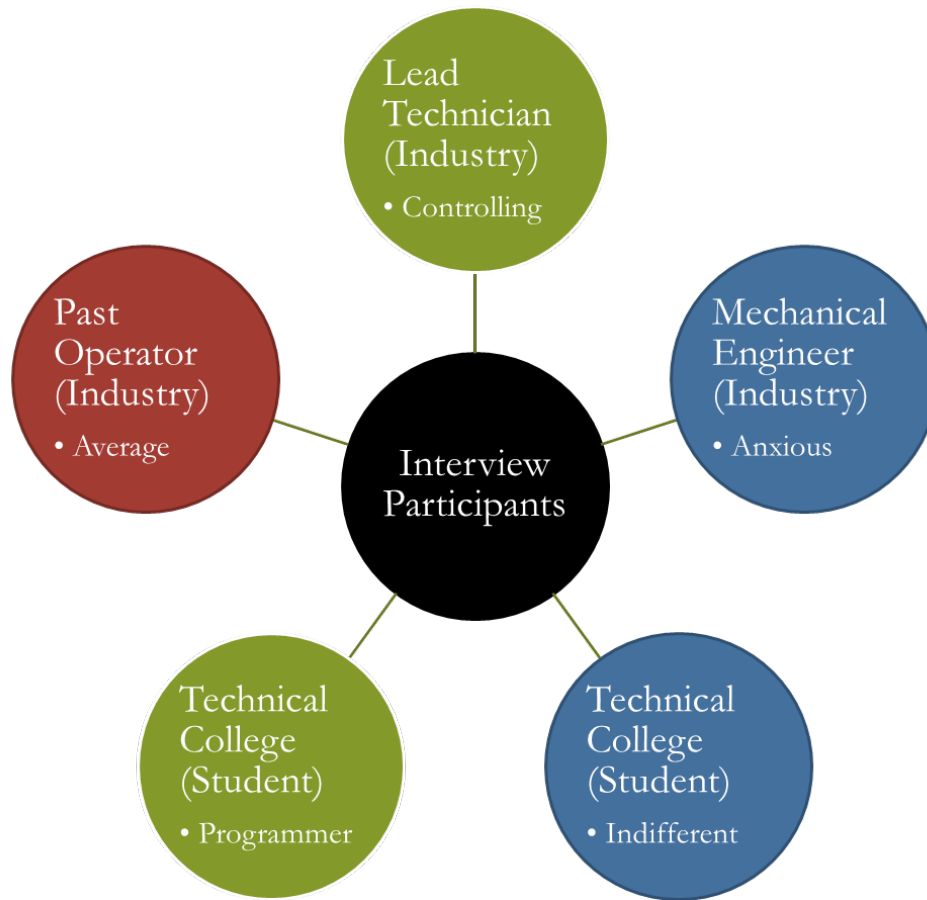 Lead
Technician
(Industry)
• Controlling
Past
Operator
(Industry)
• Average
Mechanical
Engineer
(Industry)
• Anxious
Interview
Participants
Technical
College
(Student)
• Programmer
Technical
College
(Student)
• Indifferent